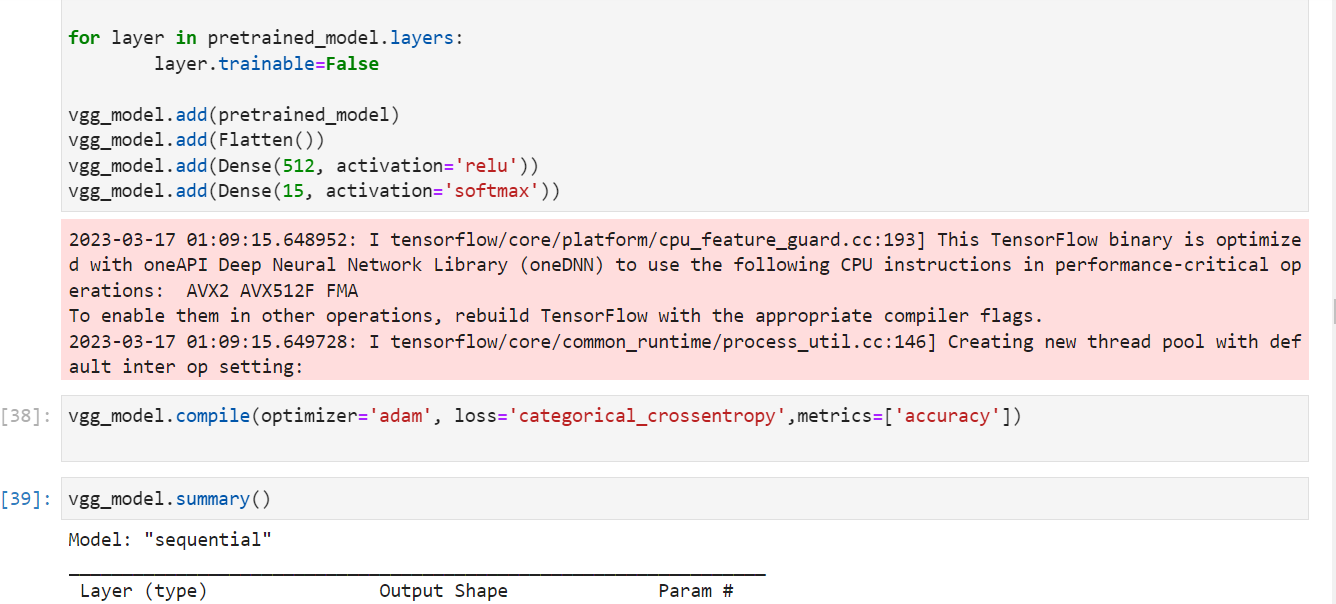 for layer in pretrained_model.layers:
        layer.trainable=False
vgg_model.add(pretrained_model)
vgg_model.add(Flatten())
vgg_model.add(Dense(512, activation='relu'))
vgg_model.add(Dense(15, activation='softmax'))
2023-03-17 01:09:15.648952: I tensorflow/core/platform/cpu_feature_guard.cc:193] This TensorFlow binary is optimize
d with oneAPI Deep Neural Network Library (oneDNN) to use the following CPU instructions in performance-critical op
erations:  AVX2 AVX512F FMA
To enable them in other operations, rebuild TensorFlow with the appropriate compiler flags.
2023-03-17 01:09:15.649728: I tensorflow/core/common_runtime/process_util.cc:146] Creating new thread pool with def
ault inter op setting:
[38]: vgg_model.compile(optimizer='adam', loss='categorical_crossentropy',metrics=['accuracy'])
[39]: vgg_model.summary()
Model: "sequential"
_________________________________________________________________
 Layer (type)                Output Shape              Param #